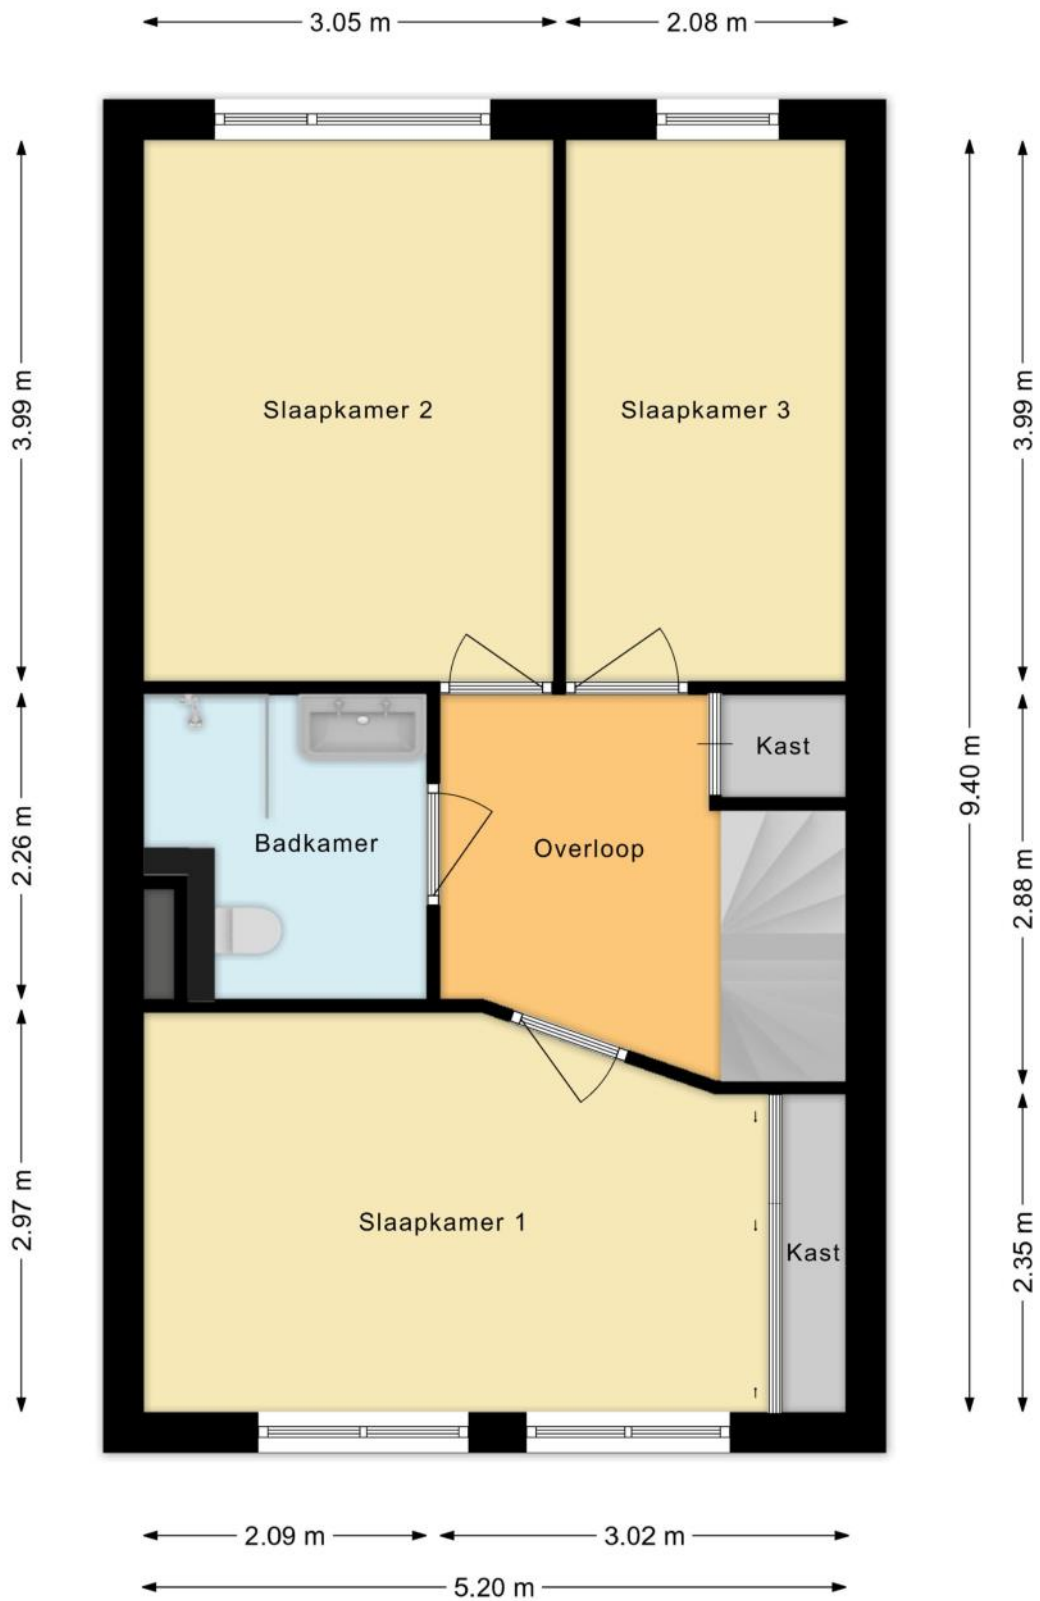 3.05 m
2.08 m
3.99 m
3.99 m
Slaapkamer 2
Slaapkamer 3
9.40 m
Kast
2.26 m
Badkamer
Overloop
2.88 m
2.97 m
Slaapkamer 1
Kast
2.35 m
2.09 m
3.02 m
5.20 m